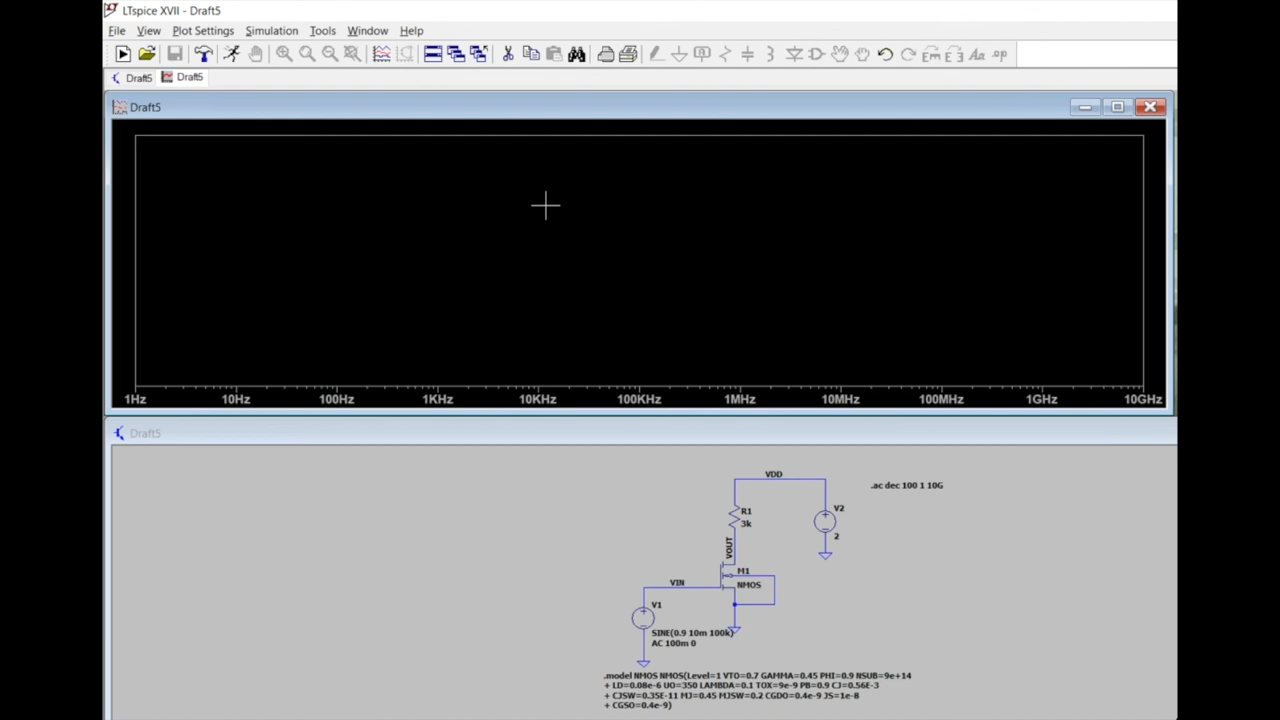 LTspice XVII - Draft5
File View Plot Settings Simulation Tools Window Help
Draft5 Draft5
Draft5
1Hz 10Hz 100Hz 1KHz 10KHz 100KHz 1MHz 10MHz 100MHz 1GHz 10GHz
Draft5
VDD
.ac dec 100 1 10G
R1
3k
V2
2
VOUT
M1
NMOS
VIN
V1
SINE(0.9 10m 100k)
AC 100m 0
.model NMOS NMOS(Level=1 VTO=0.7 GAMMA=0.45 PHI=0.9 NSUB=9e+14
+ LD=0.08e-6 UO=350 LAMBDA=0.1 TOX=9e-9 PB=0.9 CJ=0.56E-3
+ CJSW=0.35E-11 MJ=0.45 MJSW=0.2 CGDO=0.4e-9 JS=1e-8
+ CGSO=0.4e-9)